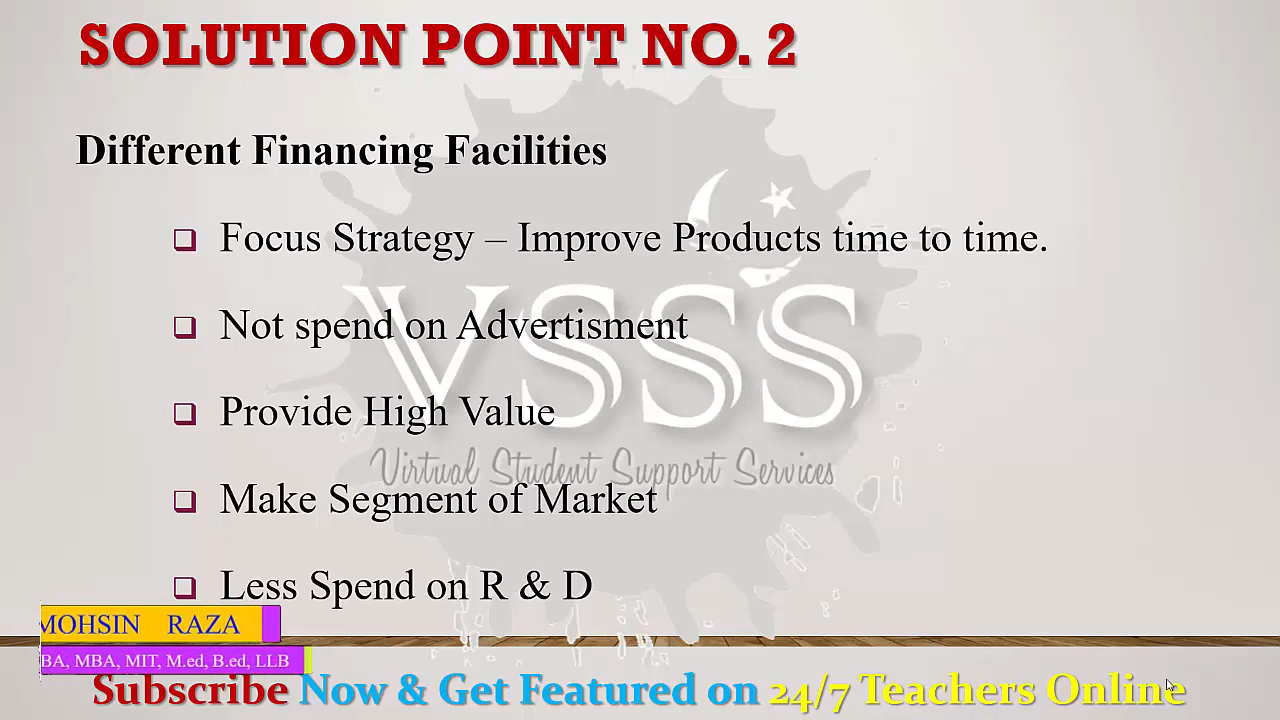 SOLUTION POINT NO. 2
Different Financing Facilities
Focus Strategy – Improve Products time to time.
Not spend on Advertisment
Provide High Value
VSSS
Virtual Student Support Services
Make Segment of Market
Less Spend on R & D
MOHSIN RAZA
BA, MBA, MIT, M.ed, B.ed, LLB
Subscribe Now & Get Featured on 24/7 Teachers Online